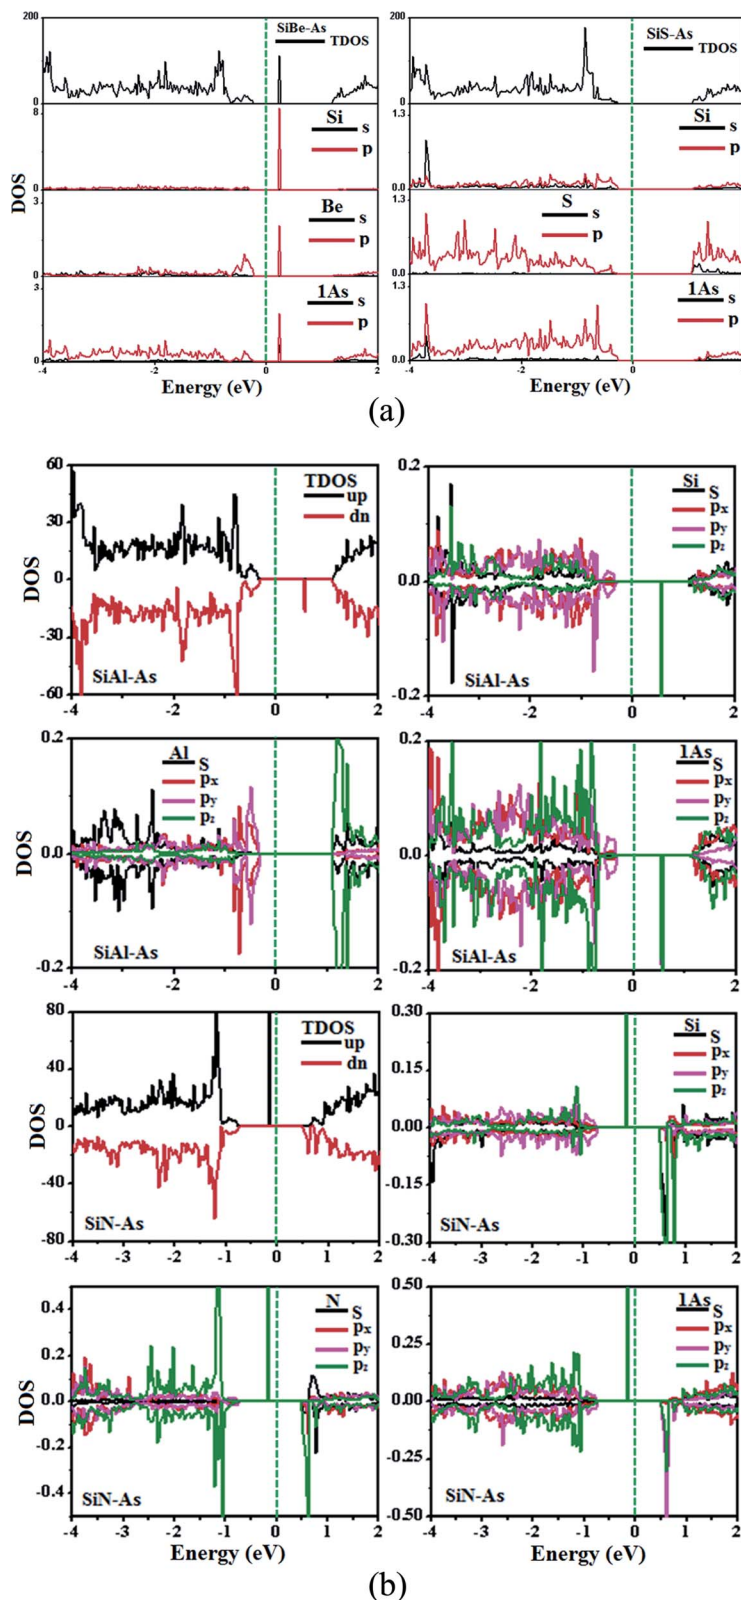 200
SiBe-As
TDOS
0
8
Si
s
p
0
3
Be
s
p
0
3
1As
s
p
0
-4 -2 0 2
Energy (eV)
DOS
200
SiS-As
TDOS
0
1.3
Si
s
p
0.0
1.3
S
s
p
0.0
1.3
1As
s
p
0.0
-4 -2 0
Energy (eV)
(a)
60
30
0
-30
-60
DOS
TDOS
up
dn
SiAl-As
-4 -2 0 2
0.2
0.0
-0.2
Si
S
px
py
pz
SiAl-As
-4 -2 0 2
0.2
0.0
-0.2
DOS
Al
S
px
py
pz
SiAl-As
-4 -2 0 2
0.2
0.0
-0.2
1As
S
px
py
pz
SiAl-As
-4 -2 0 2
80
40
0
-40
-80
DOS
TDOS
up
dn
SiN-As
-4 -3 -2 -1 0 1 2
0.30
0.15
0.00
-0.15
0.30
Si
S
px
py
pz
SiN-As
-4 -3 -2 -1 0 1 2
0.4
0.2
0.0
0.2
-0.4
DOS
N
S
px
py
pz
SiN-As
-4 -3 -2 -1 0 1 2
Energy (eV)
0.50
0.25
0.00
-0.25
-0.50
1As
S
px
py
pz
SiN-As
-4 -3 -2 -1 0 1 2
Energy (eV)
(b)